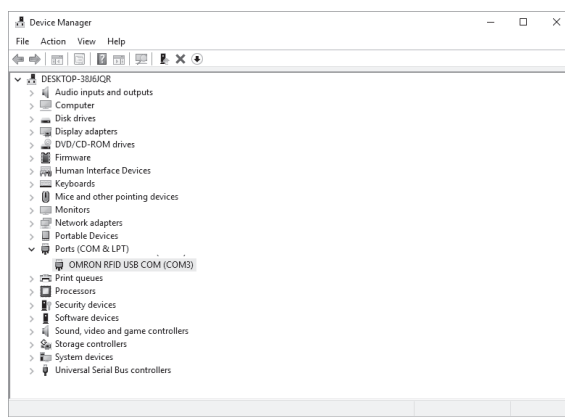 Device Manager
File Action View Help
DESKTOP-38J6JQR
Audio inputs and outputs
Computer
Disk drives
Display adapters
DVD/CD-ROM drives
Firmware
Human Interface Devices
Keyboards
Mice and other pointing devices
Monitors
Network adapters
Portable Devices
Ports (COM & LPT)
OMRON RFID USB COM (COM3)
Print queues
Processors
Security devices
Software devices
Sound, video and game controllers
Storage controllers
System devices
Universal Serial Bus controllers